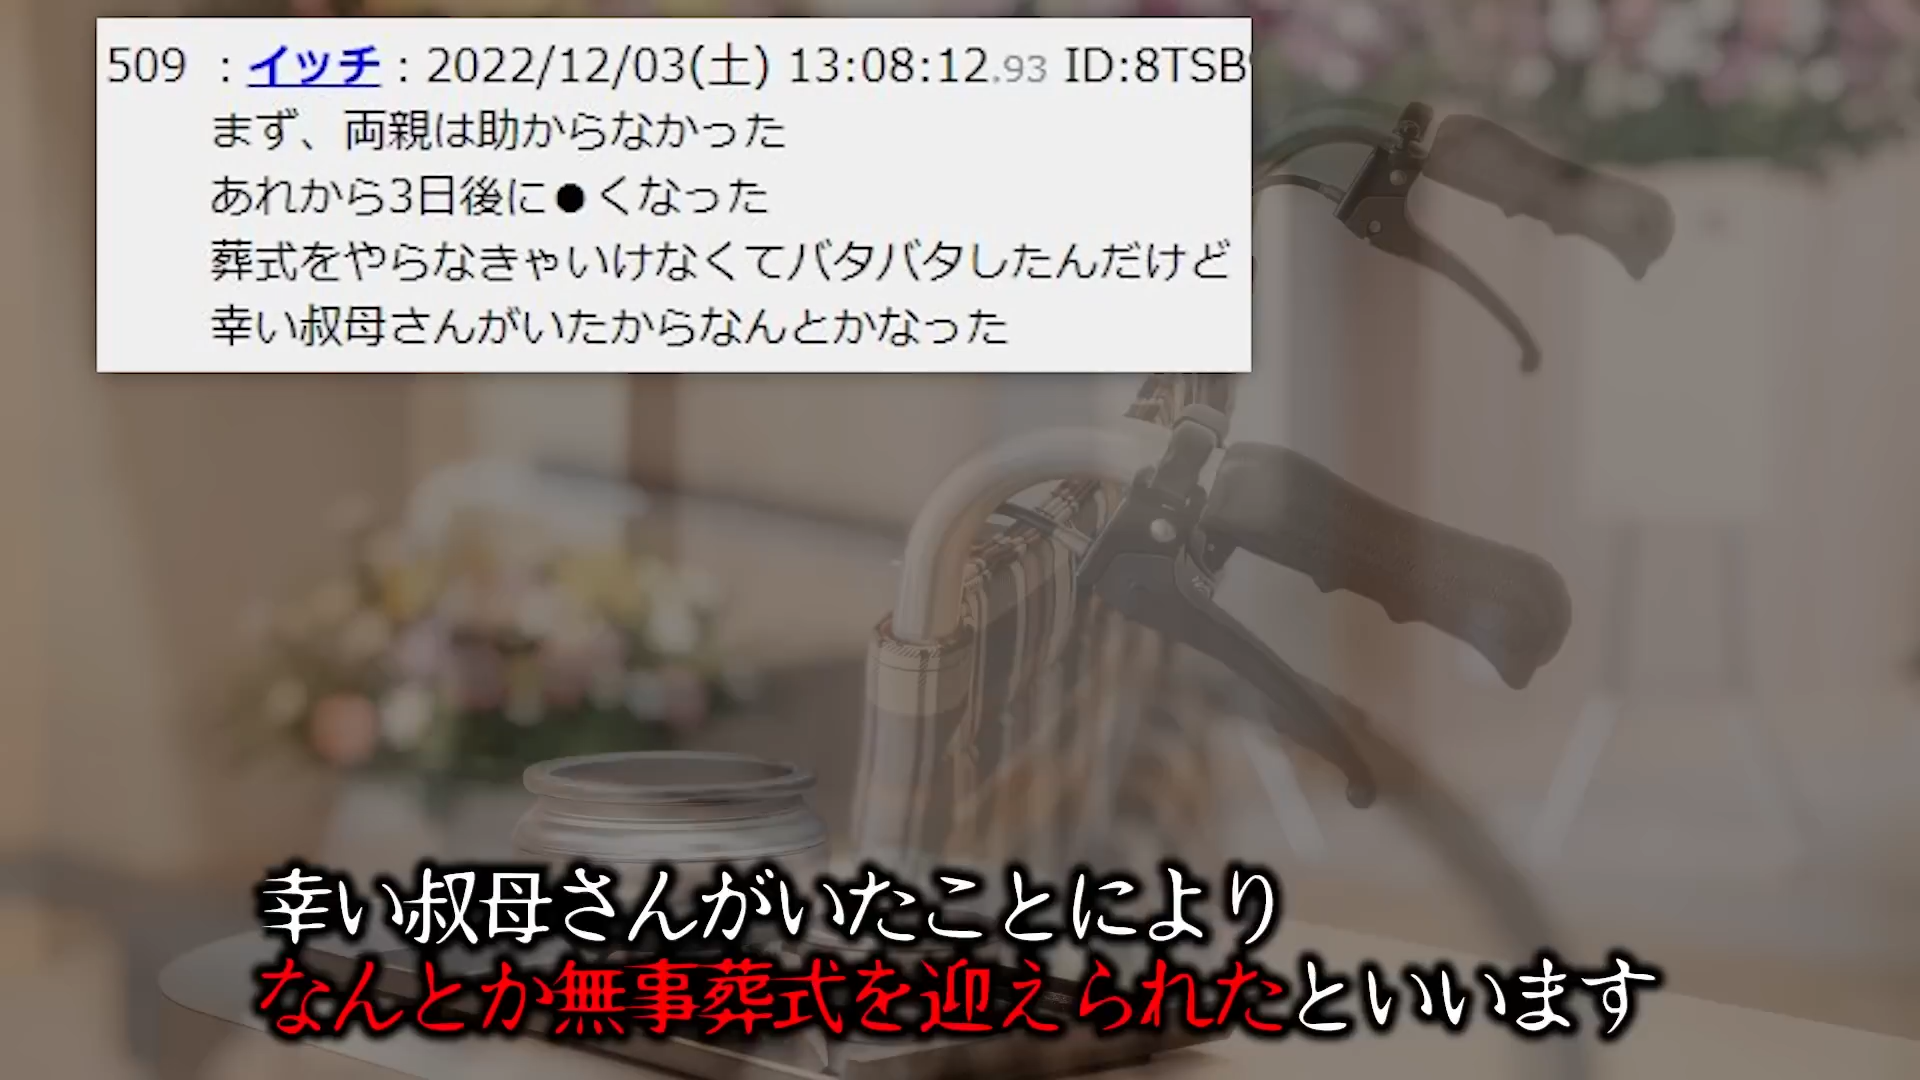 509 ：イッチ：2022/12/03(土) 13:08:12.93 ID:8TSB
まず、両親は助からなかった
あれから3日後に●くなった
葬式をやらなきゃいけなくてバタバタしたんだけど
幸い叔母さんがいたからなんとかなった
幸い叔母さんがいたことにより
なんとか無事葬式を迎えられたといいます